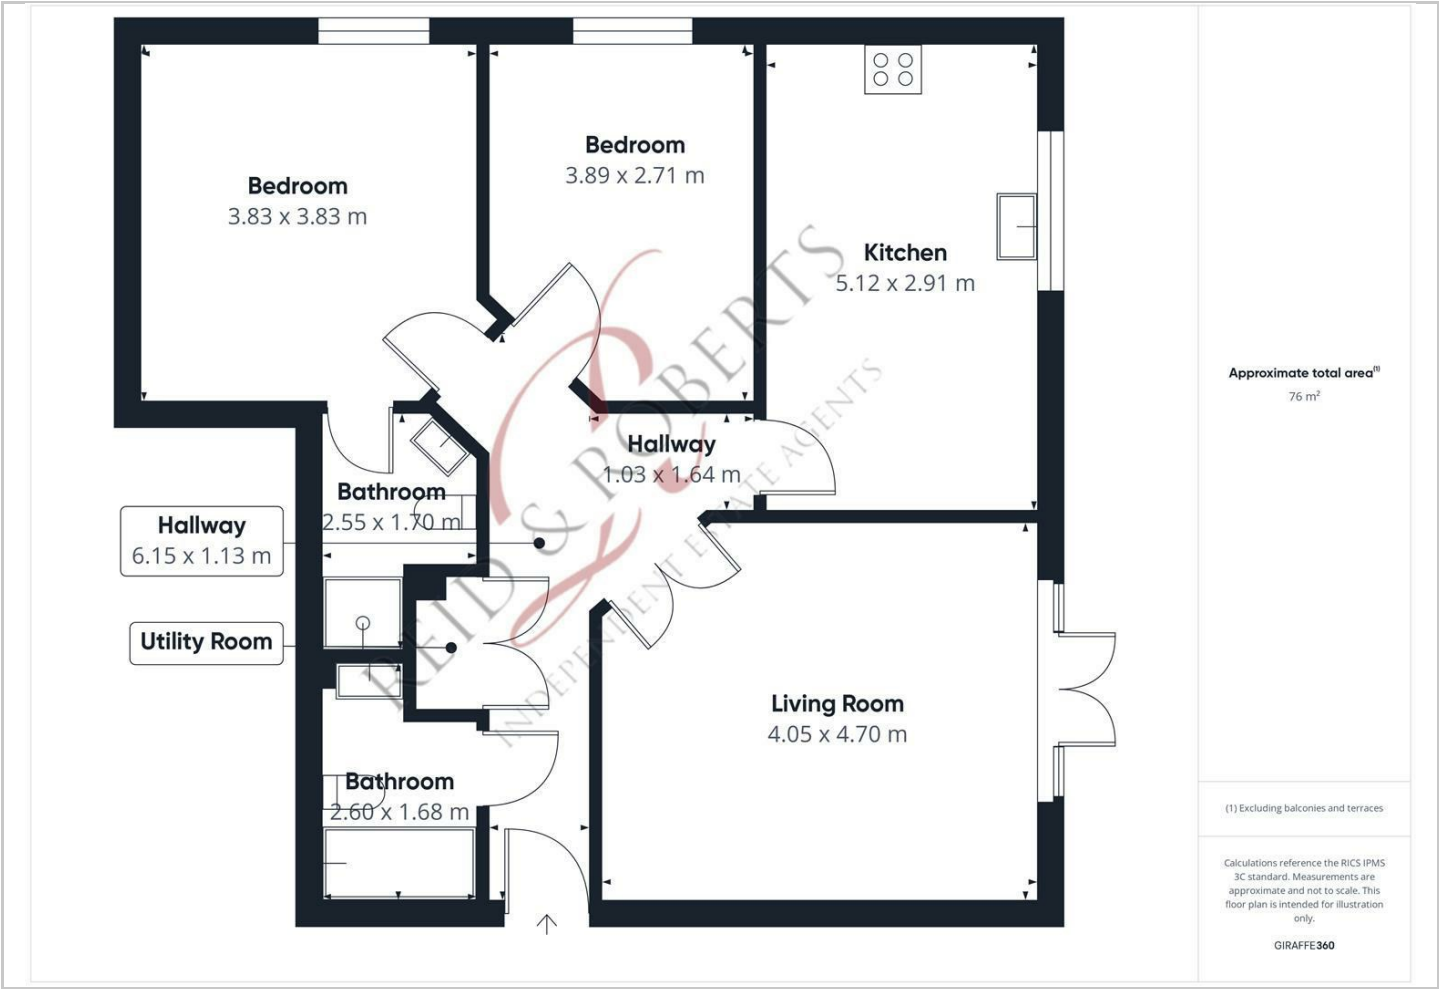 Bedroom
3.83 x 3.83 m
Bedroom
3.89 x 2.71 m
Kitchen
5.12 x 2.91 m
Hallway
1.03 x 1.64 m
Bathroom
2.55 x 1.70 m
Hallway
6.15 x 1.13 m
Utility Room
Living Room
4.05 x 4.70 m
Bathroom
2.60 x 1.68 m
REID & ROBERTS
INDEPENDENT ESTATE AGENTS
Approximate total area(1)
76 m²
(1) Excluding balconies and terraces
Calculations reference the RICS IPMS
3C standard. Measurements are
approximate and not to scale. This
floor plan is intended for illustration
only.
GIRAFFE360